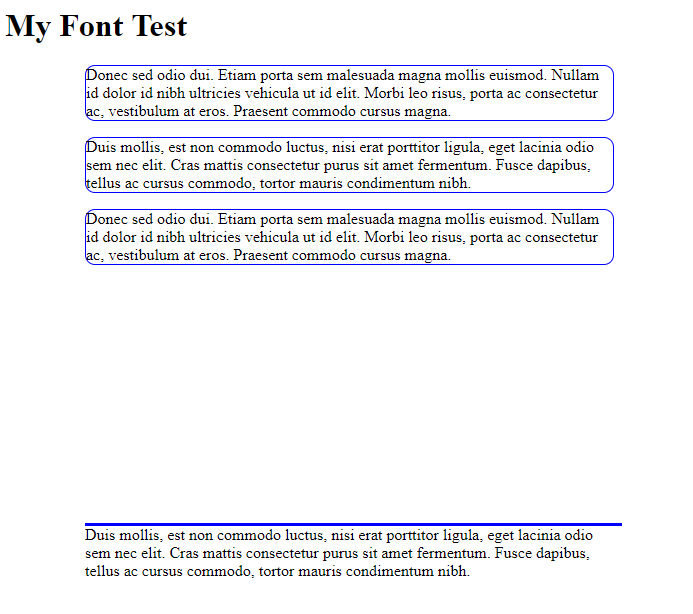 My Font Test
Donec sed odio dui. Etiam porta sem malesuada magna mollis euismod. Nullam
id dolor id nibh ultricies vehicula ut id elit. Morbi leo risus, porta ac consectetur
ac, vestibulum at eros. Praesent commodo cursus magna.
Duis mollis, est non commodo luctus, nisi erat porttitor ligula, eget lacinia odio
sem nec elit. Cras mattis consectetur purus sit amet fermentum. Fusce dapibus,
tellus ac cursus commodo, tortor mauris condimentum nibh.
Donec sed odio dui. Etiam porta sem malesuada magna mollis euismod. Nullam
id dolor id nibh ultricies vehicula ut id elit. Morbi leo risus, porta ac consectetur
ac, vestibulum at eros. Praesent commodo cursus magna.
Duis mollis, est non commodo luctus, nisi erat porttitor ligula, eget lacinia odio
sem nec elit. Cras mattis consectetur purus sit amet fermentum. Fusce dapibus,
tellus ac cursus commodo, tortor mauris condimentum nibh.